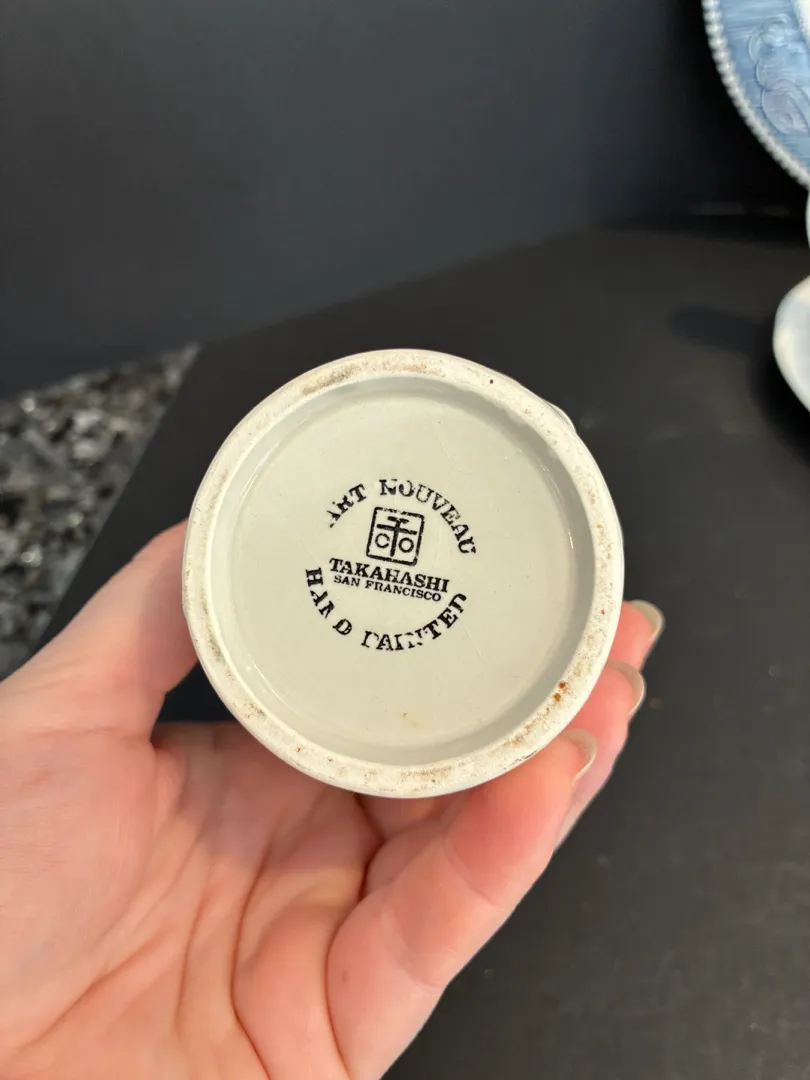 ART NOUVEAU
TAKAHASHI
SAN FRANCISCO
HAND PAINTED